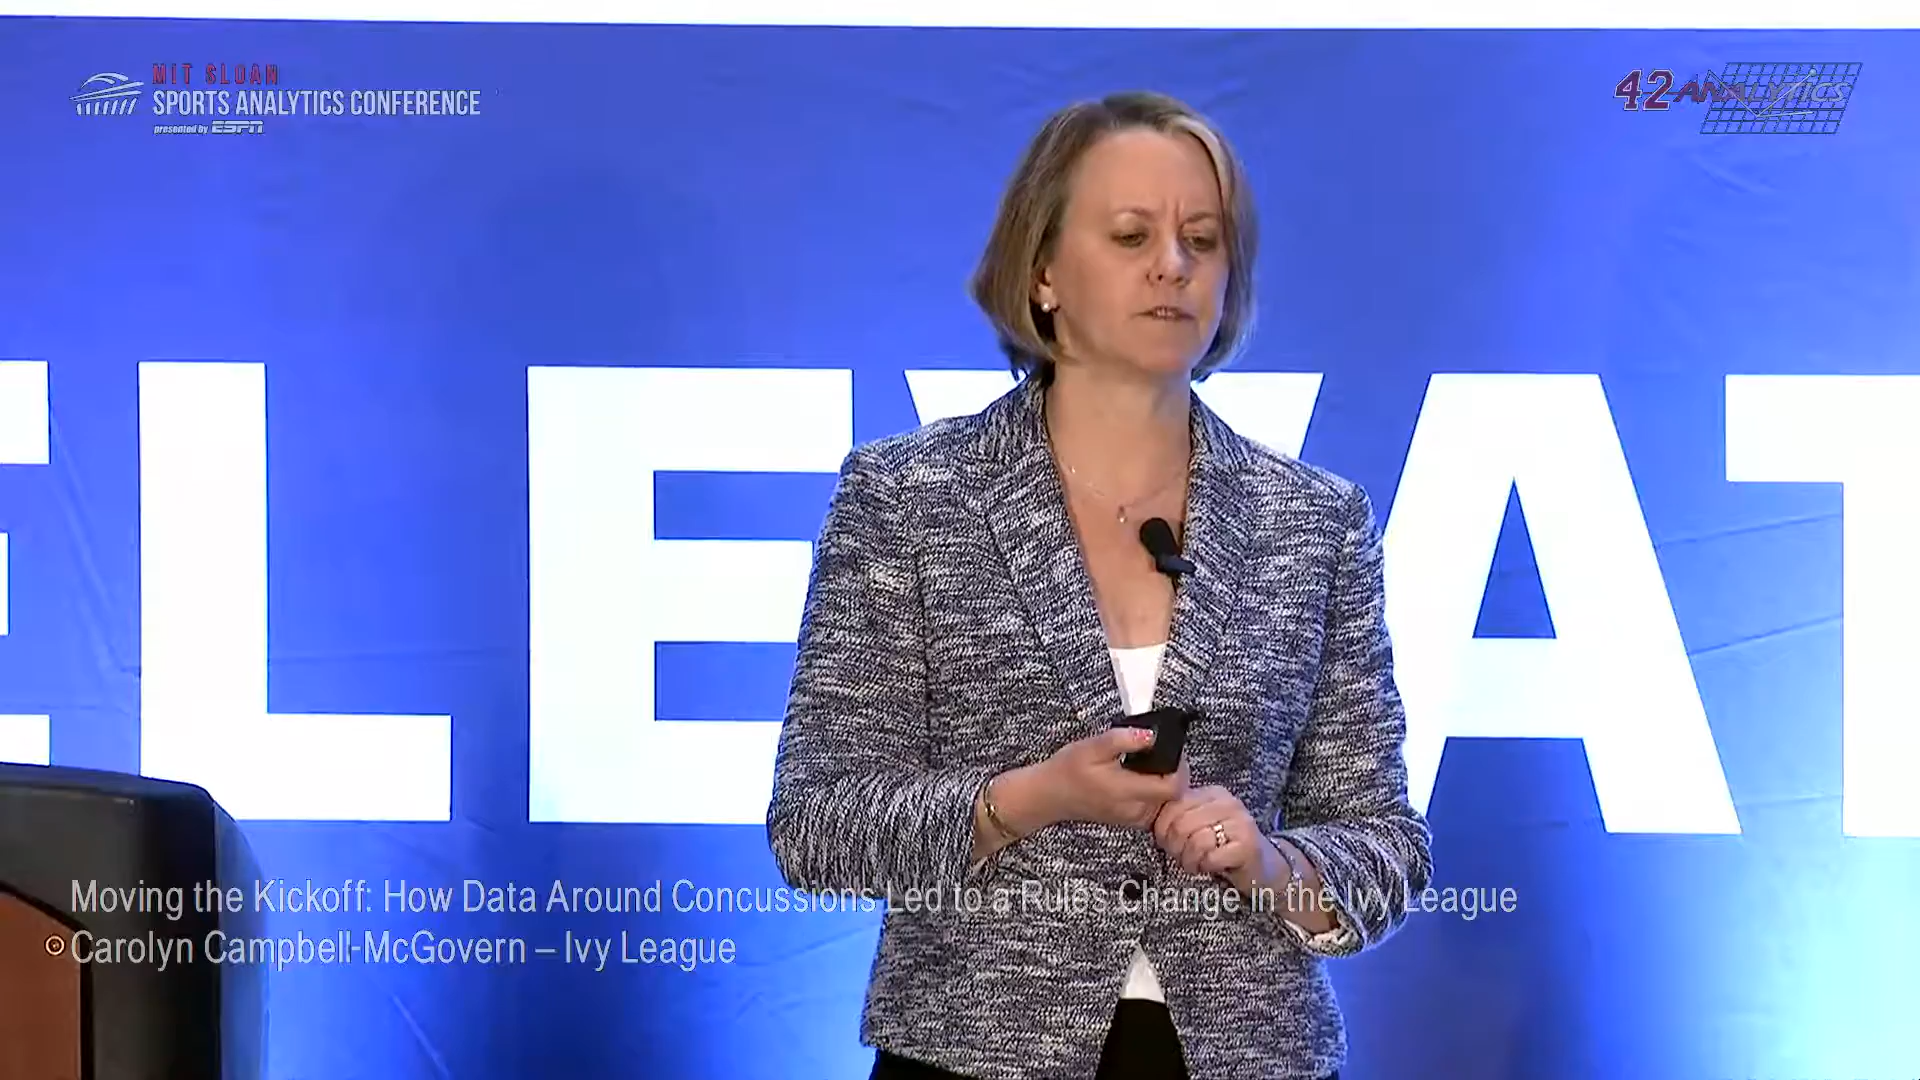 MIT SLOAN
SPORTS ANALYTICS CONFERENCE
presented by ESPN
42 ANALYTICS
ELEVAT
Moving the Kickoff: How Data Around Concussions Led to a Rules Change in the Ivy League
Carolyn Campbell-McGovern – Ivy League